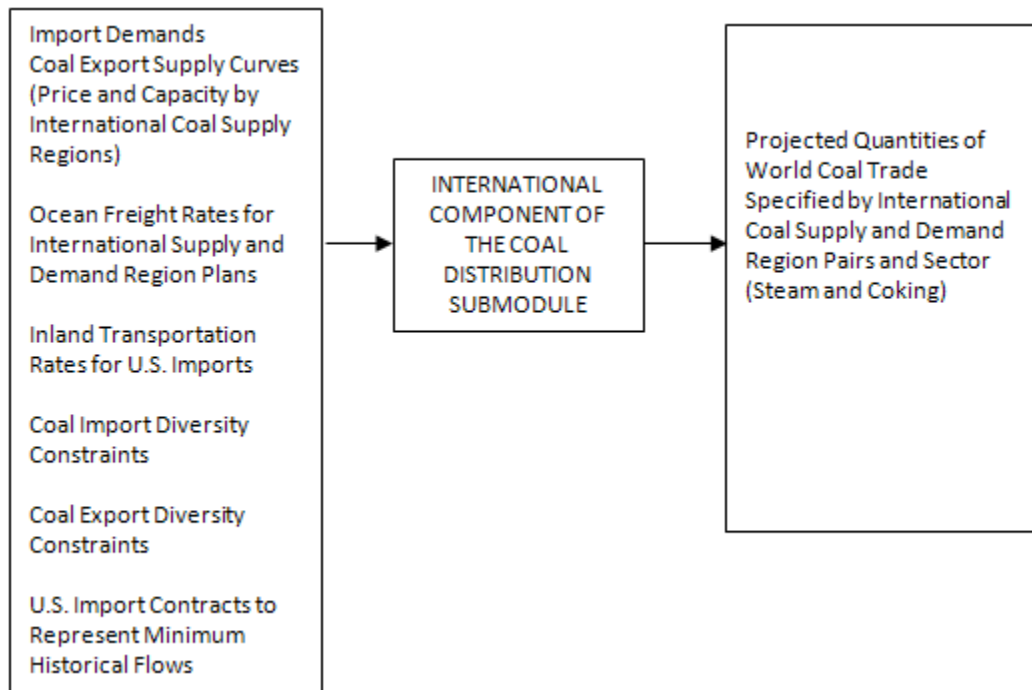 Import Demands
Coal Export Supply Curves
(Price and Capacity by
International Coal Supply
Regions)
Ocean Freight Rates for
International Supply and
Demand Region Plans
Inland Transportation
Rates for U.S. Imports
Coal Import Diversity
Constraints
Coal Export Diversity
Constraints
U.S. Import Contracts to
Represent Minimum
Historical Flows
INTERNATIONAL
COMPONENT OF
THE COAL
DISTRIBUTION
SUBMODULE
Projected Quantities of
World Coal Trade
Specified by International
Coal Supply and Demand
Region Pairs and Sector
(Steam and Coking)